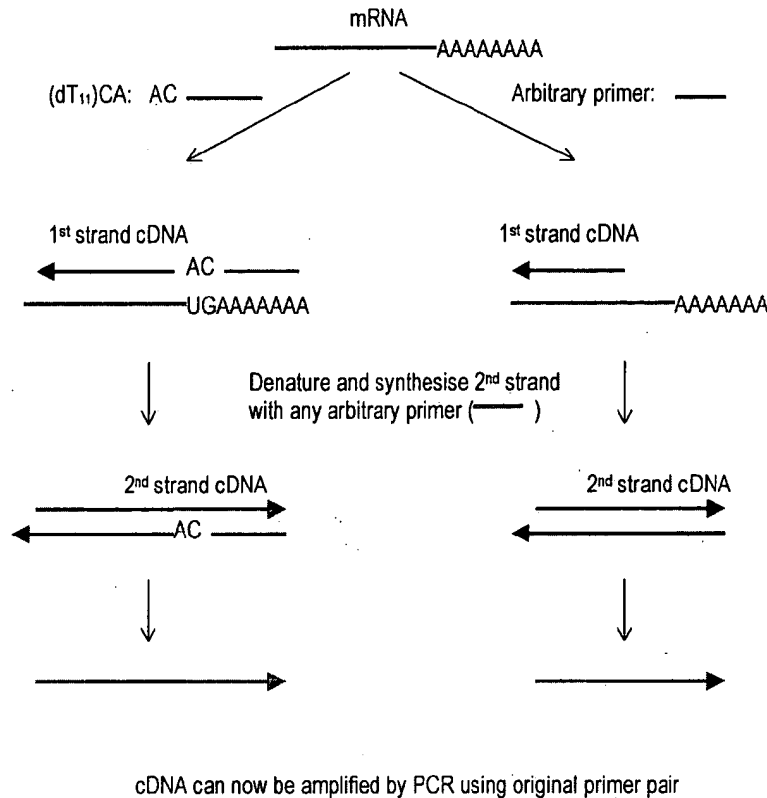 mRNA
AAAAAAAA
(dT₁₁)CA: AC
Arbitrary primer:
1st strand cDNA
AC
UGAAAAAAA
1st strand cDNA
AAAAAAA
Denature and synthesise 2nd strand
with any arbitrary primer ( )
2nd strand cDNA
AC
2nd strand cDNA
cDNA can now be amplified by PCR using original primer pair